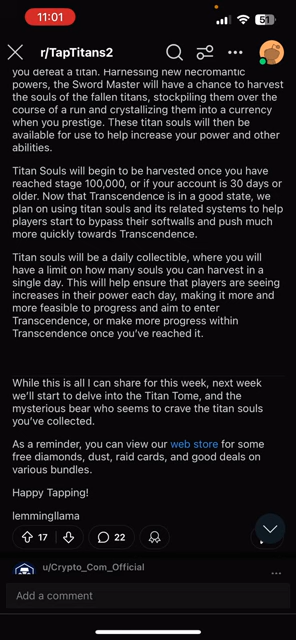 11:01
51
r/TapTitans2
you defeat a titan. Harnessing new necromantic
powers, the Sword Master will have a chance to harvest
the souls of the fallen titans, stockpiling them over the
course of a run and crystallizing them into a currency
when you prestige. These titan souls will then be
available for use to help increase your power and other
abilities.
Titan Souls will begin to be harvested once you have
reached stage 100,000, or if your account is 30 days or
older. Now that Transcendence is in a good state, we
plan on using titan souls and its related systems to help
players start to bypass their softwalls and push much
more quickly towards Transcendence.
Titan souls will be a daily collectible, where you will
have a limit on how many souls you can harvest in a
single day. This will help ensure that players are seeing
increases in their power each day, making it more and
more feasible to progress and aim to enter
Transcendence, or make more progress within
Transcendence once you've reached it.
While this is all I can share for this week, next week
we'll start to delve into the Titan Tome, and the
mysterious bear who seems to crave the titan souls
you've collected.
As a reminder, you can view our web store for some
free diamonds, dust, raid cards, and good deals on
various bundles.
Happy Tapping!
lemmingllama
17 22
u/Crypto_Com_Official
Add a comment